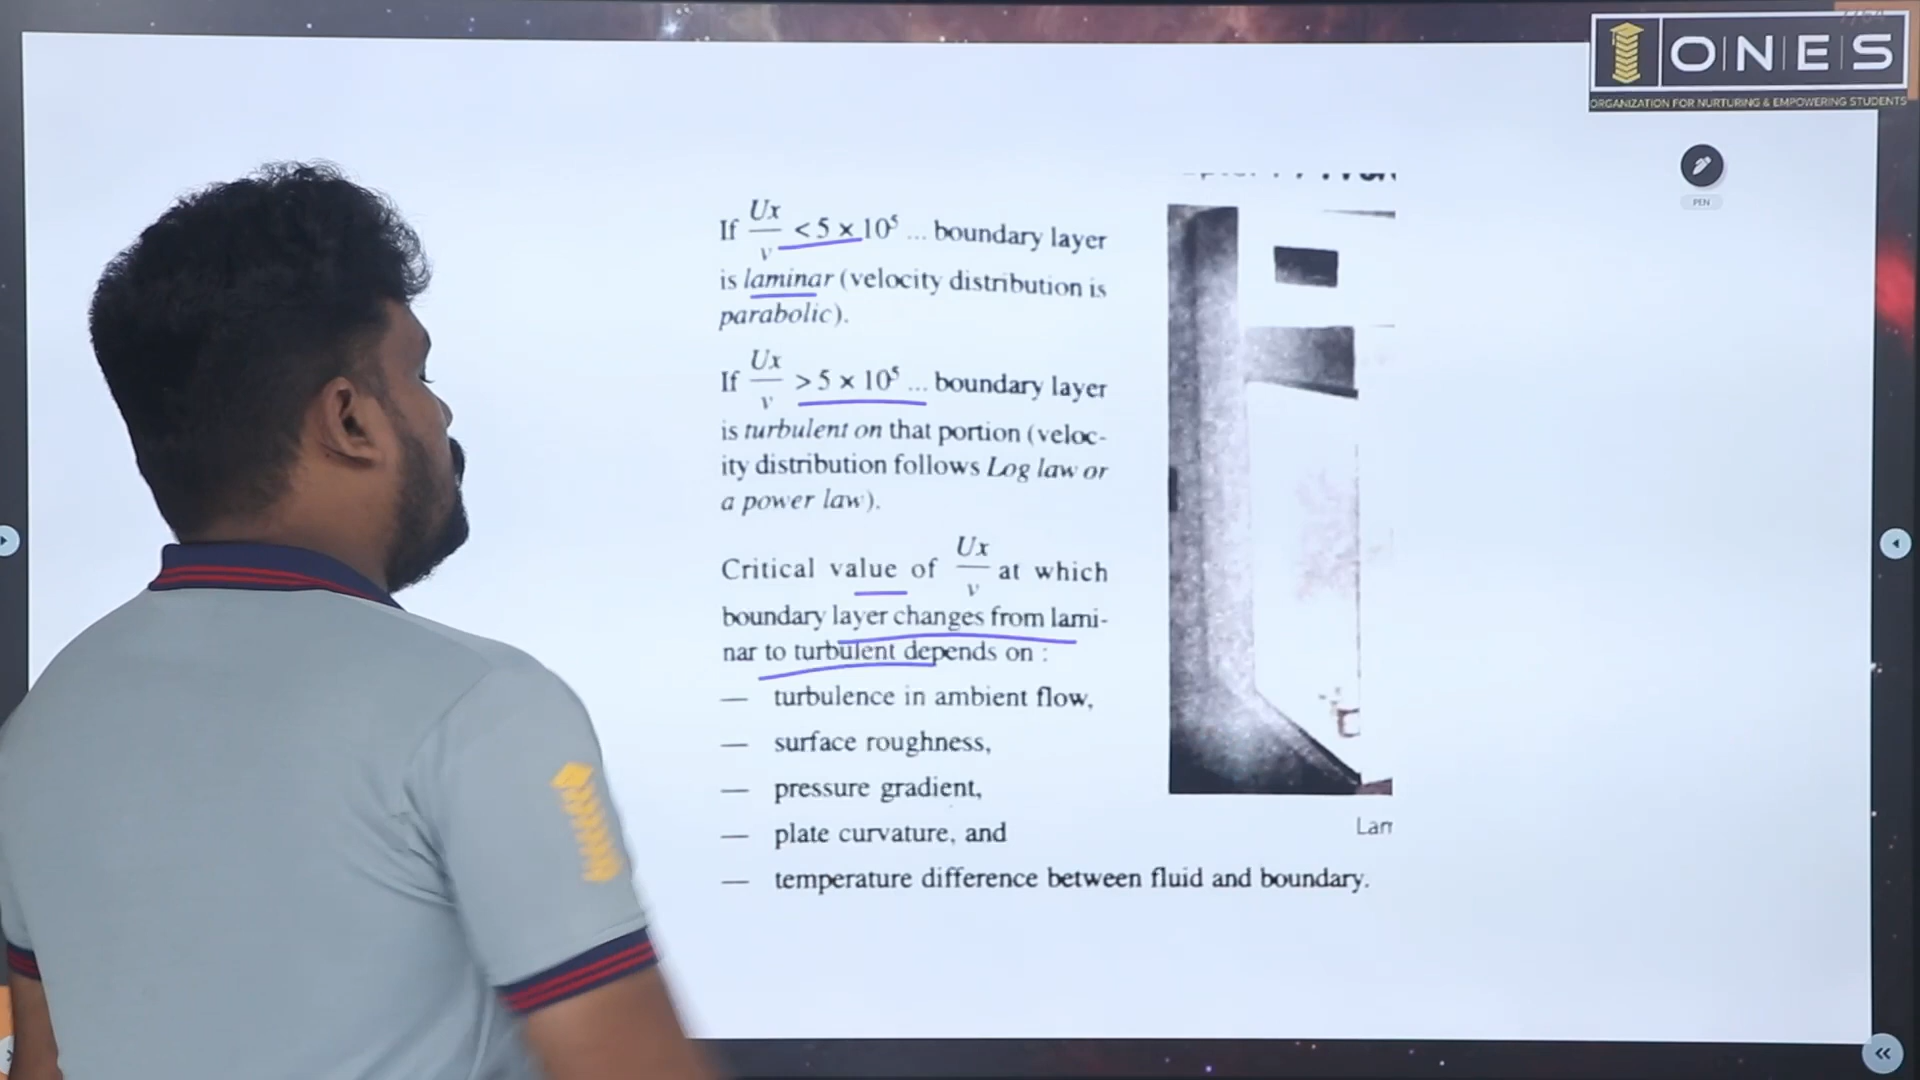 O|N|E|S
ORGANIZATION FOR NURTURING & EMPOWERING STUDENTS
PEN
If Ux/ν < 5 × 10⁵ ... boundary layer
is laminar (velocity distribution is
parabolic).
If Ux/ν > 5 × 10⁵ ... boundary layer
is turbulent on that portion (veloc-
ity distribution follows Log law or
a power law).
Critical value of Ux/ν at which
boundary layer changes from lami-
nar to turbulent depends on :
— turbulence in ambient flow,
— surface roughness,
— pressure gradient,
— plate curvature, and
— temperature difference between fluid and boundary.
Lam